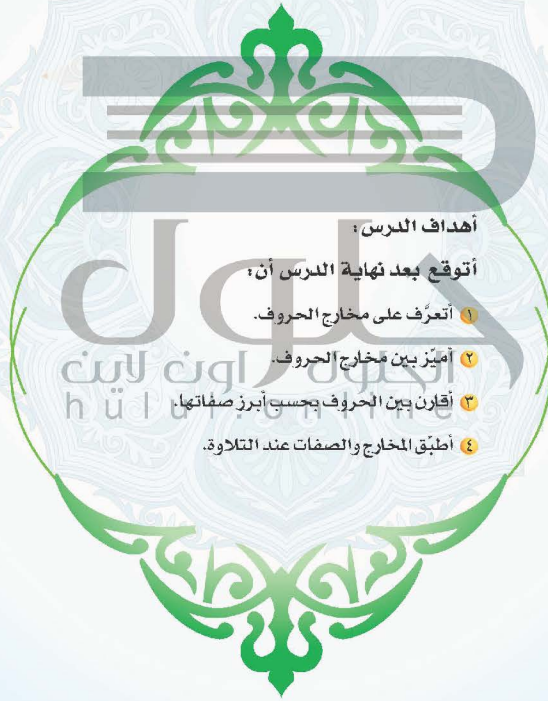 أهداف الدرس:
أتوقع بعد نهاية الدرس أن:
١ أتعرَّف على مخارج الحروف.
٢ أميّز بين مخارج الحروف.
٣ أقارن بين الحروف بحسب أبرز صفاتها.
٤ أطبّق المخارج والصفات عند التلاوة.
حلول
الحلول اون لاين
hulul.online